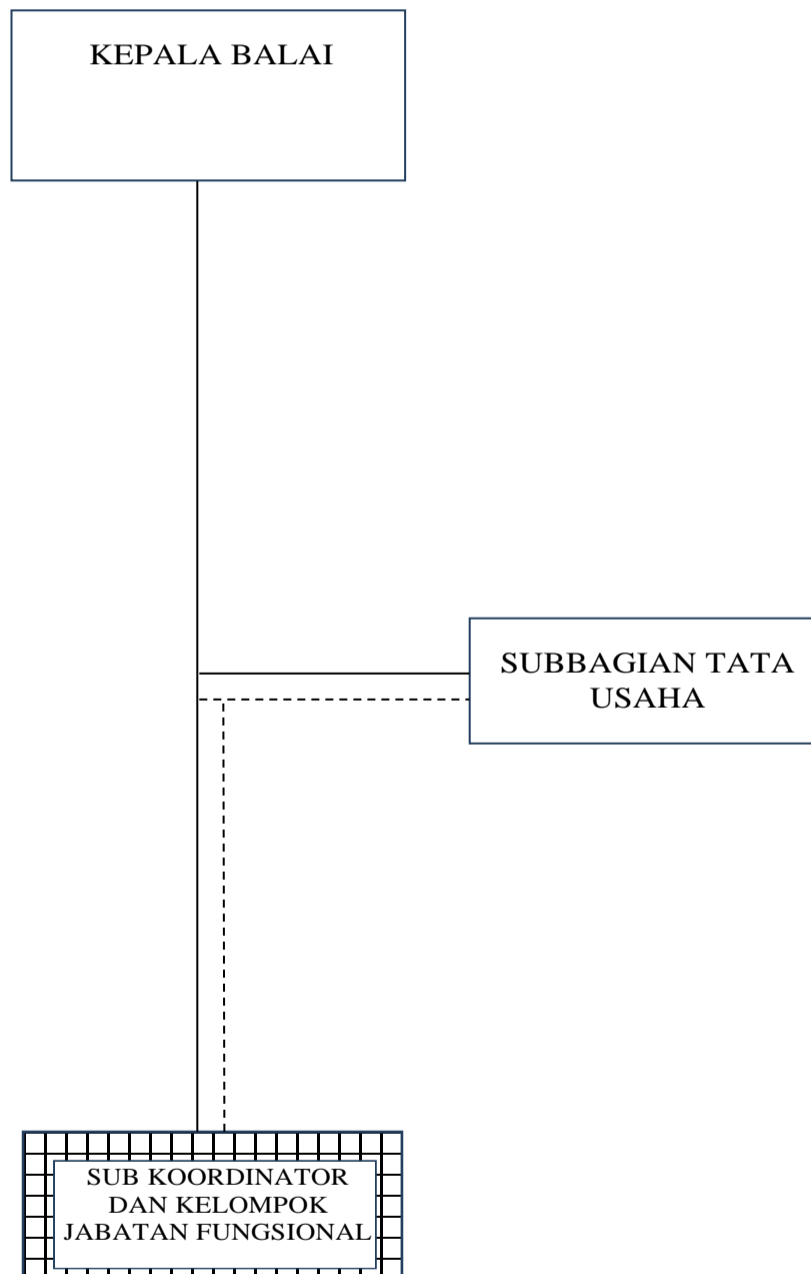 KEPALA BALAI
SUBBAGIAN TATA
USAHA
SUB KOORDINATOR
DAN KELOMPOK
JABATAN FUNGSIONAL